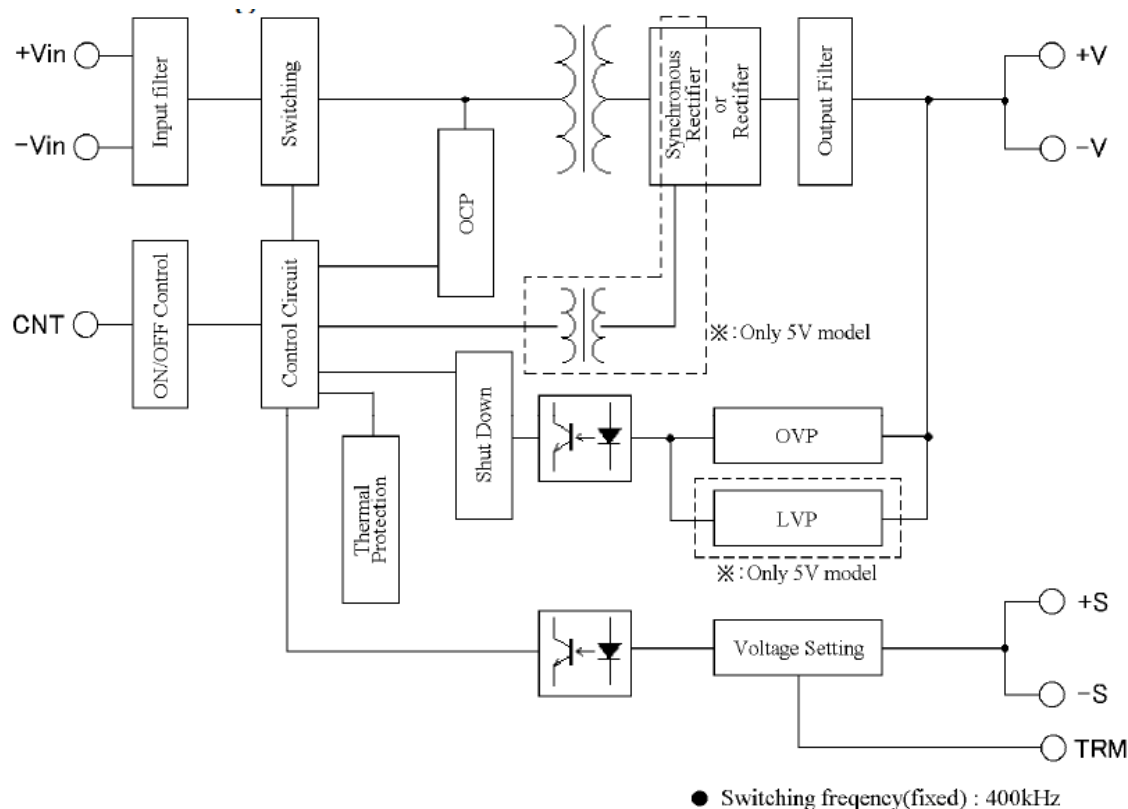 +Vin
-Vin
Input filter
Switching
OCP
Synchronous
Rectifier
or
Rectifier
Output Filter
+V
-V
CNT
ON/OFF Control
Control Circuit
※:Only 5V model
Shut Down
Thermal
Protection
OVP
LVP
※:Only 5V model
Voltage Setting
+S
-S
TRM
● Switching freqency(fixed) : 400kHz